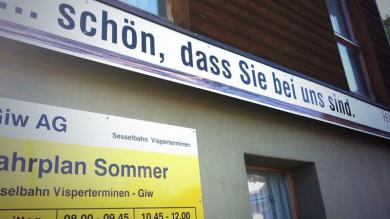 ... schön, dass Sie bei uns sind.
Giw AG
Sesselbahn Visperterminen
ahrplan Sommer
sselbahn Visperterminen - Giw
08.00 - 09.45
10.45 - 12.00